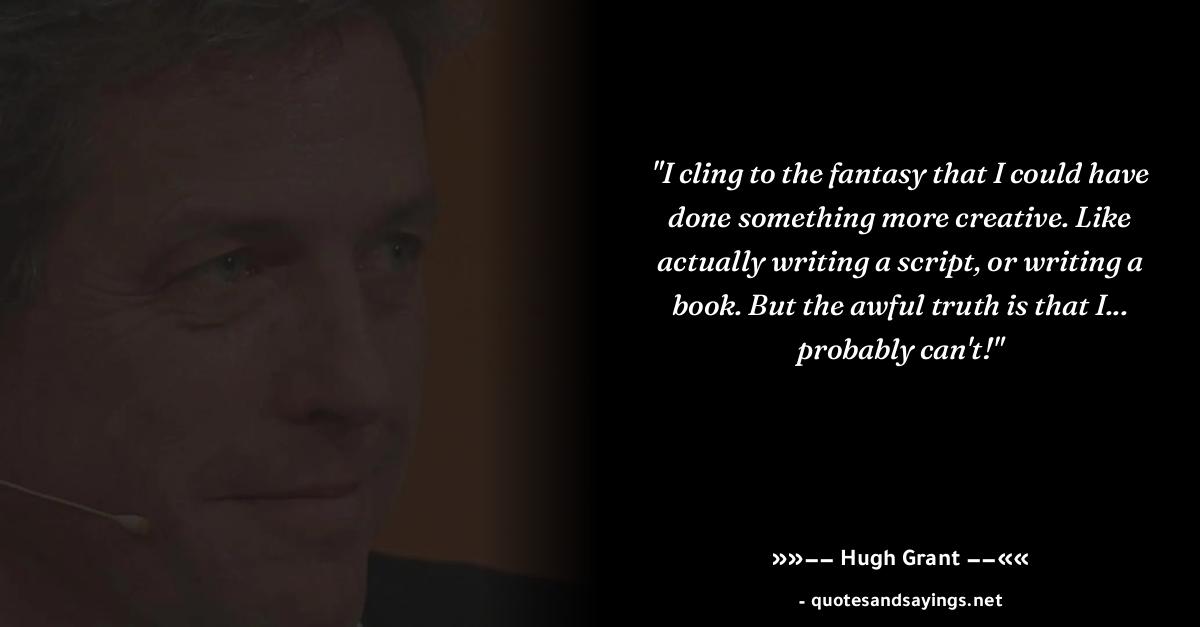 "I cling to the fantasy that I could have
done something more creative. Like
actually writing a script, or writing a
book. But the awful truth is that I...
probably can't!"
»»–– Hugh Grant ––««
- quotesandsayings.net